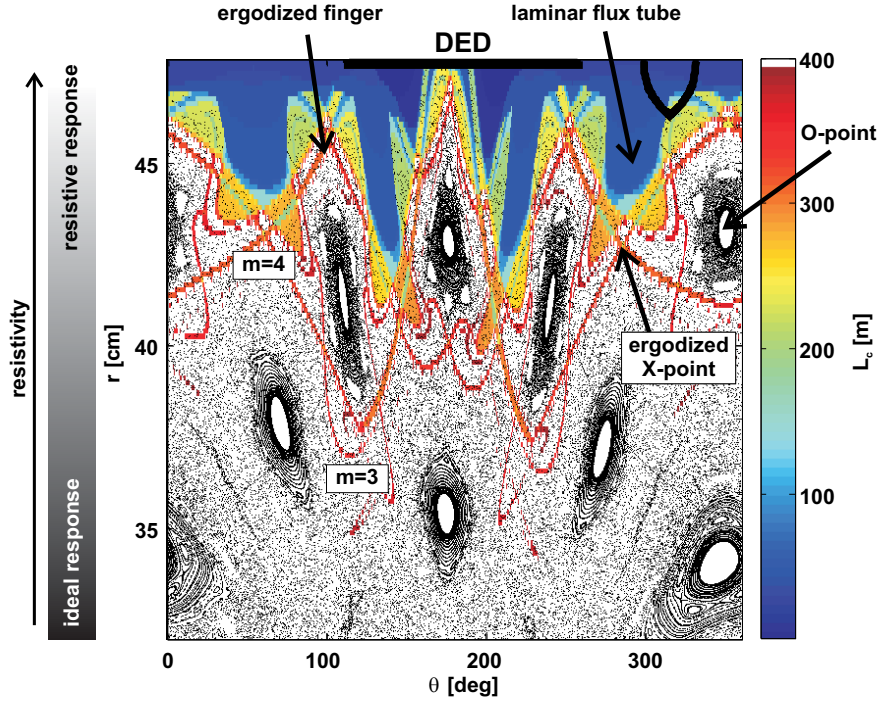 ergodized finger
laminar flux tube
DED
resistivity
resistive response
ideal response
r [cm]
45
40
35
m=4
m=3
O-point
ergodized
X-point
400
300
200
100
L_c [m]
0
100
200
300
θ [deg]